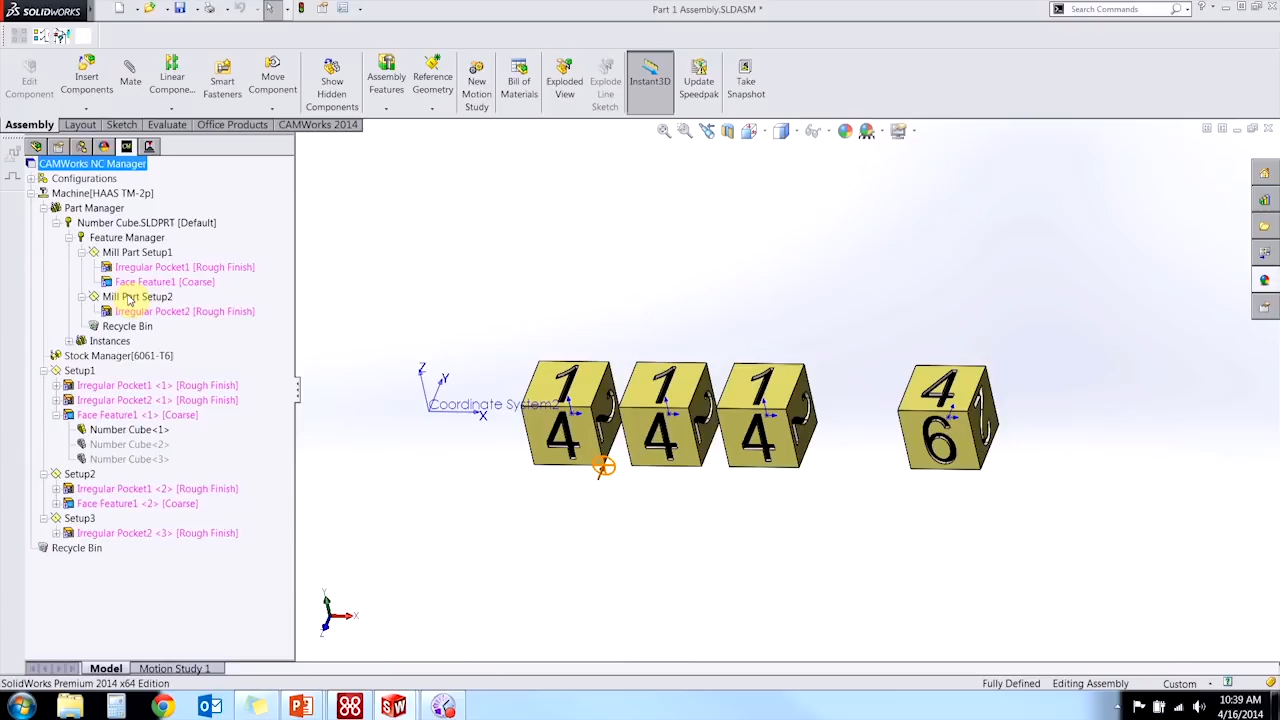 SOLIDWORKS
Part 1 Assembly.SLDASM *
Search Commands
Edit
Component
Insert
Components
Mate
Linear
Compone...
Smart
Fasteners
Move
Component
Show
Hidden
Components
Assembly
Features
Reference
Geometry
New
Motion
Study
Bill of
Materials
Exploded
View
Explode
Line
Sketch
Instant3D
Update
Speedpak
Take
Snapshot
Assembly
Layout
Sketch
Evaluate
Office Products
CAMWorks 2014
CAMWorks NC Manager
Configurations
Machine[HAAS TM-2p]
Part Manager
Number Cube.SLDPRT [Default]
Feature Manager
Mill Part Setup1
Irregular Pocket1 [Rough Finish]
Face Feature1 [Coarse]
Mill Part Setup2
Irregular Pocket2 [Rough Finish]
Recycle Bin
Instances
Stock Manager[6061-T6]
Setup1
Irregular Pocket1 <1> [Rough Finish]
Irregular Pocket2 <1> [Rough Finish]
Face Feature1 <1> [Coarse]
Number Cube<1>
Number Cube<2>
Number Cube<3>
Setup2
Irregular Pocket1 <2> [Rough Finish]
Face Feature1 <2> [Coarse]
Setup3
Irregular Pocket2 <3> [Rough Finish]
Recycle Bin
Z
Y
X
Coordinate System2
1 1 1 4
4 4 4 6
Y
X
Z
Model
Motion Study 1
SolidWorks Premium 2014 x64 Edition
Fully Defined
Editing Assembly
Custom
10:39 AM
4/16/2014